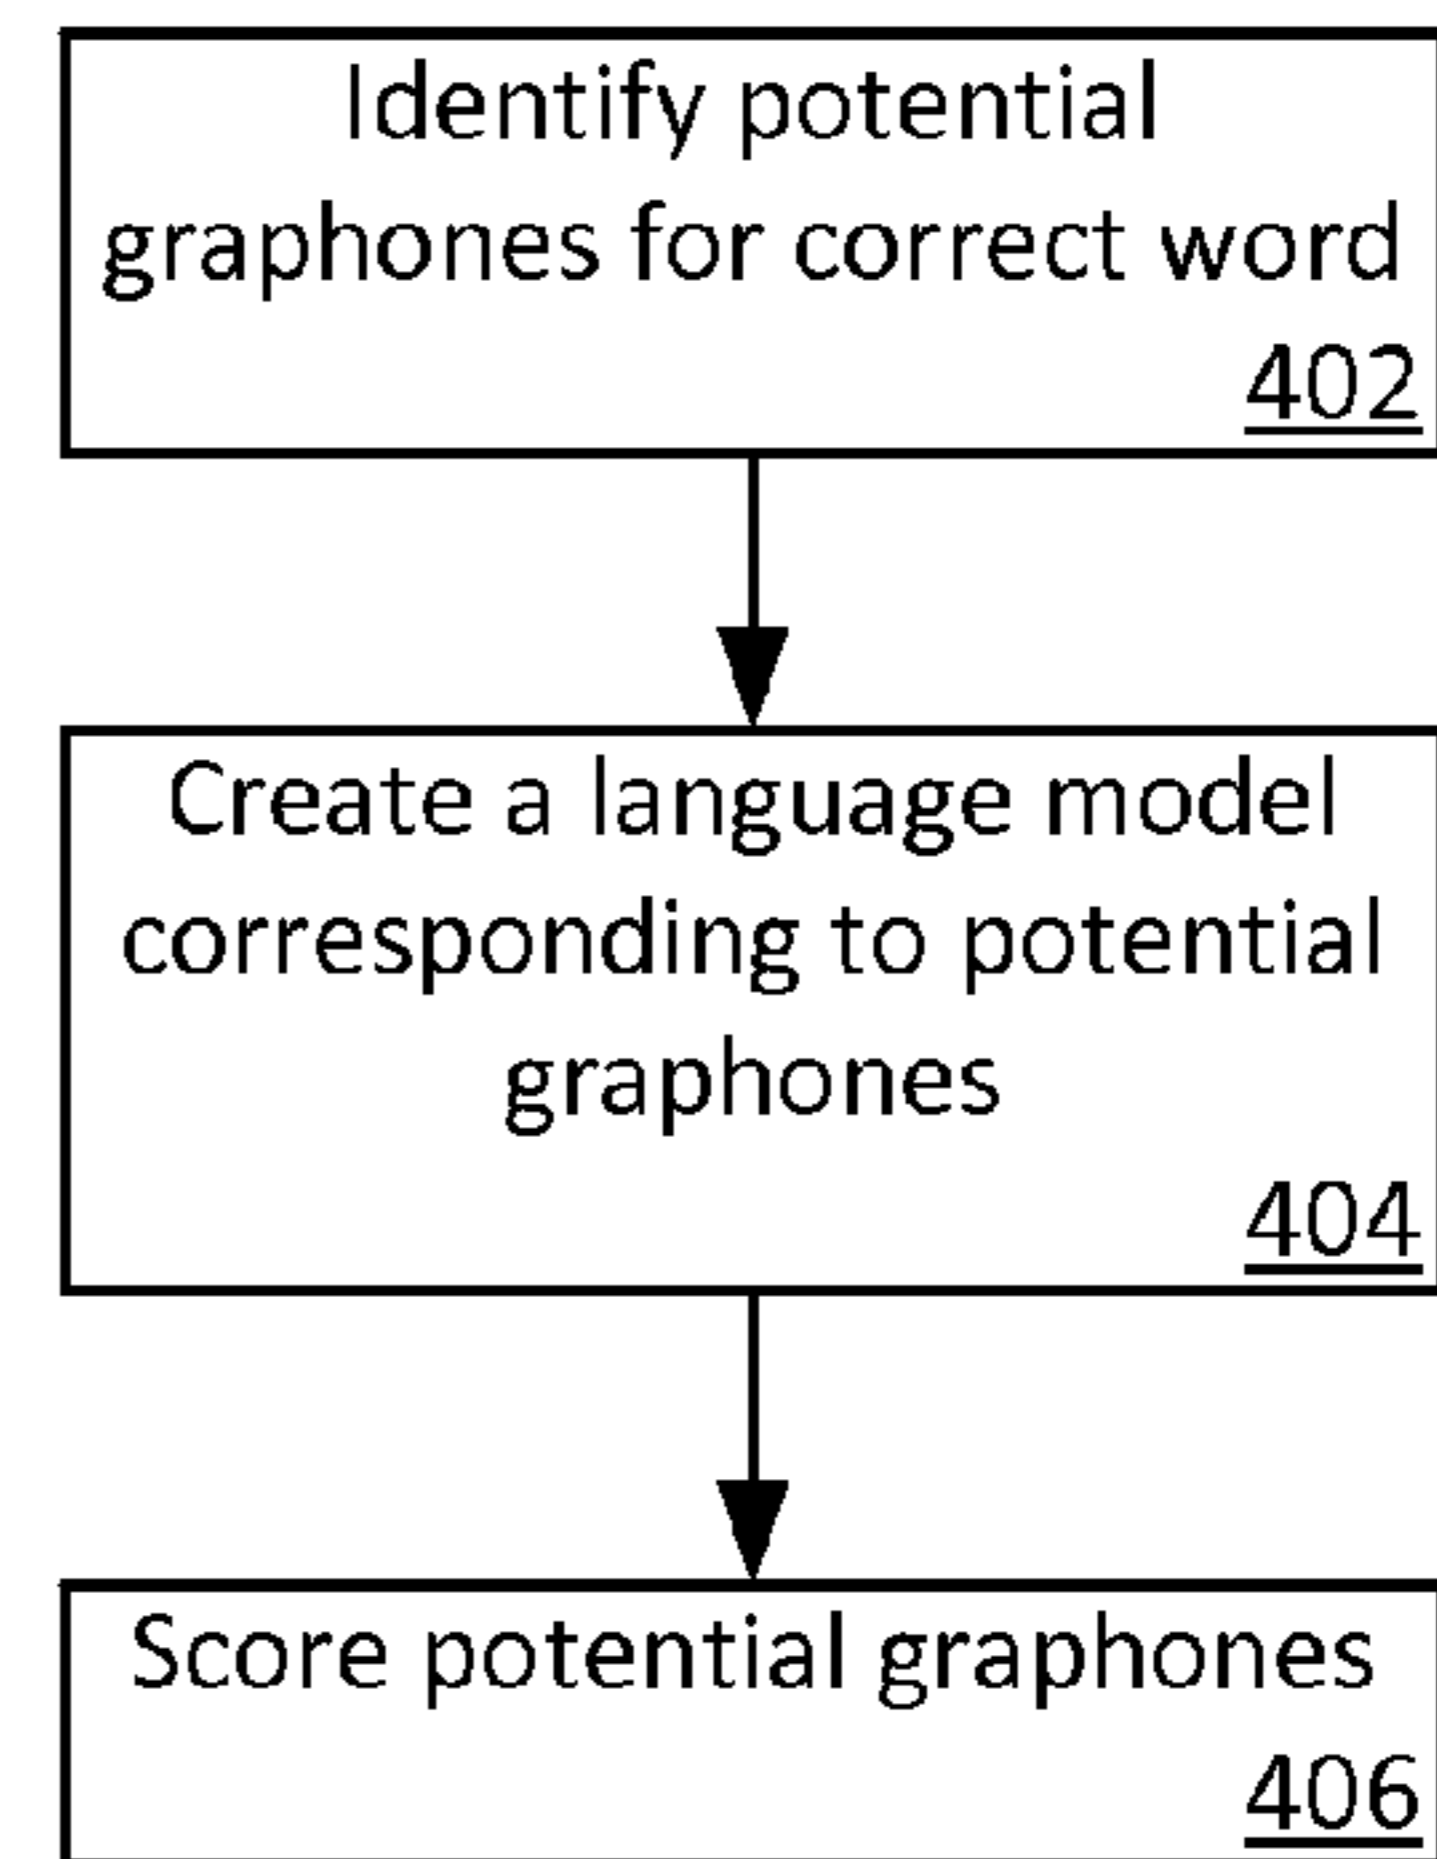 Identify potential
graphones for correct word
402
Create a language model
corresponding to potential
graphones
404
Score potential graphones
406